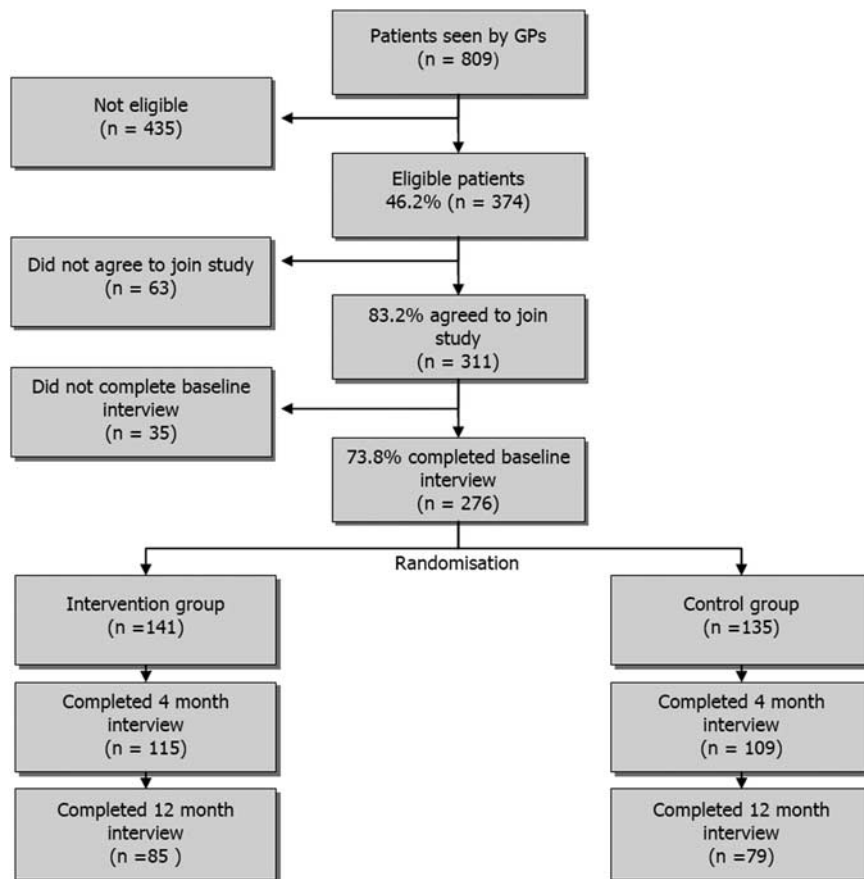 Patients seen by GPs
(n = 809)
Not eligible
(n = 435)
Eligible patients
46.2% (n = 374)
Did not agree to join study
(n = 63)
83.2% agreed to join
study
(n = 311)
Did not complete baseline
interview
(n = 35)
73.8% completed baseline
interview
(n = 276)
Randomisation
Intervention group
(n =141)
Control group
(n =135)
Completed 4 month
interview
(n = 115)
Completed 4 month
interview
(n = 109)
Completed 12 month
interview
(n =85 )
Completed 12 month
interview
(n =79)